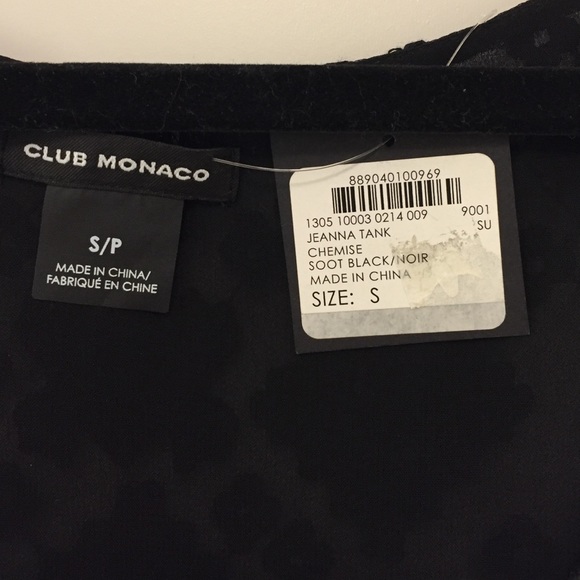 CLUB MONACO
S/P
MADE IN CHINA/
FABRIQUÉ EN CHINE
889040100969
1305 10003 0214 009 9001
JEANNA TANK SU
CHEMISE
SOOT BLACK/NOIR
MADE IN CHINA
SIZE: S